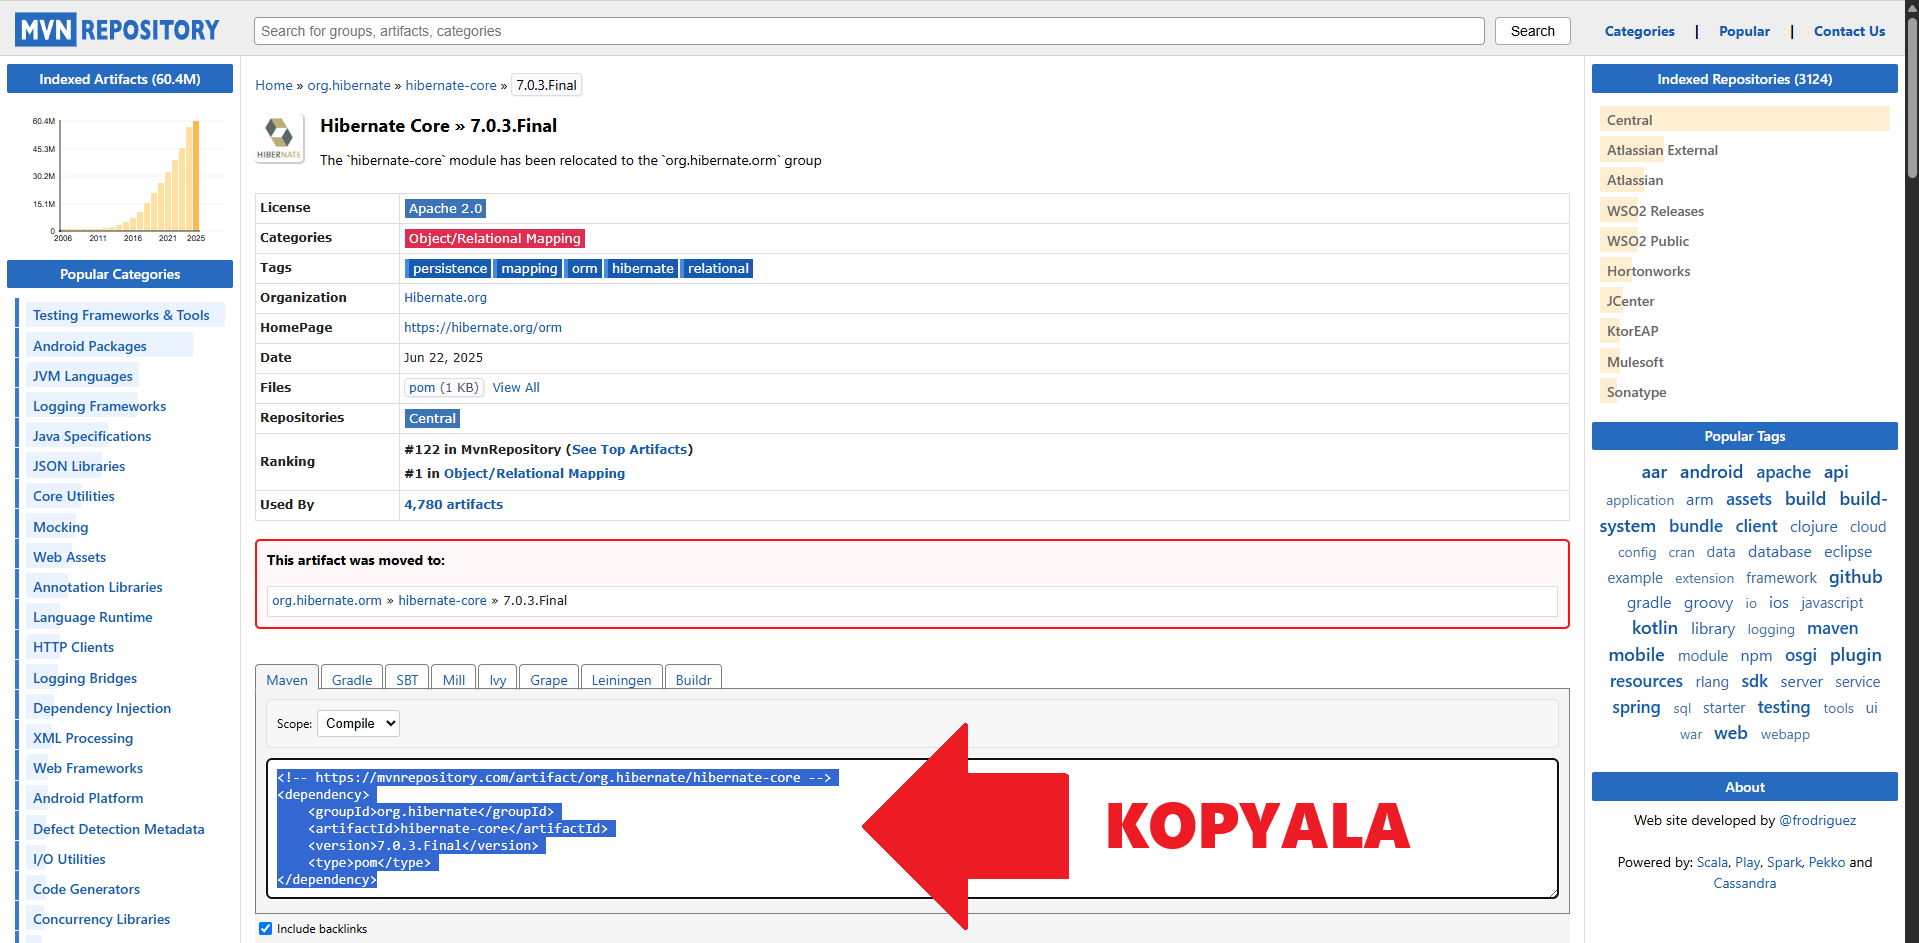 MVN REPOSITORY
Search for groups, artifacts, categories
Search
Categories | Popular | Contact Us
Indexed Artifacts (60.4M)
60.4M
45.3M
30.2M
15.1M
0
2006 2011 2016 2021 2025
Popular Categories
Testing Frameworks & Tools
Android Packages
JVM Languages
Logging Frameworks
Java Specifications
JSON Libraries
Core Utilities
Mocking
Web Assets
Annotation Libraries
Language Runtime
HTTP Clients
Logging Bridges
Dependency Injection
XML Processing
Web Frameworks
Android Platform
Defect Detection Metadata
I/O Utilities
Code Generators
Concurrency Libraries
Home » org.hibernate » hibernate-core » 7.0.3.Final
HIBERNATE
Hibernate Core » 7.0.3.Final
The `hibernate-core` module has been relocated to the `org.hibernate.orm` group
License Apache 2.0
Categories Object/Relational Mapping
Tags persistence mapping orm hibernate relational
Organization Hibernate.org
HomePage https://hibernate.org/orm
Date Jun 22, 2025
Files pom (1 KB) View All
Repositories Central
Ranking #122 in MvnRepository (See Top Artifacts)
#1 in Object/Relational Mapping
Used By 4,780 artifacts
This artifact was moved to:
org.hibernate.orm » hibernate-core » 7.0.3.Final
Maven Gradle SBT Mill Ivy Grape Leiningen Buildr
Scope: Compile
<!-- https://mvnrepository.com/artifact/org.hibernate/hibernate-core -->
<dependency>
<groupId>org.hibernate</groupId>
<artifactId>hibernate-core</artifactId>
<version>7.0.3.Final</version>
<type>pom</type>
</dependency>
KOPYALA
Include backlinks
Indexed Repositories (3124)
Central
Atlassian External
Atlassian
WSO2 Releases
WSO2 Public
Hortonworks
JCenter
KtorEAP
Mulesoft
Sonatype
Popular Tags
aar android apache api
application arm assets build build-
system bundle client clojure cloud
config cran data database eclipse
example extension framework github
gradle groovy io ios javascript
kotlin library logging maven
mobile module npm osgi plugin
resources rlang sdk server service
spring sql starter testing tools ui
war web webapp
About
Web site developed by @frodriguez
Powered by: Scala, Play, Spark, Pekko and
Cassandra